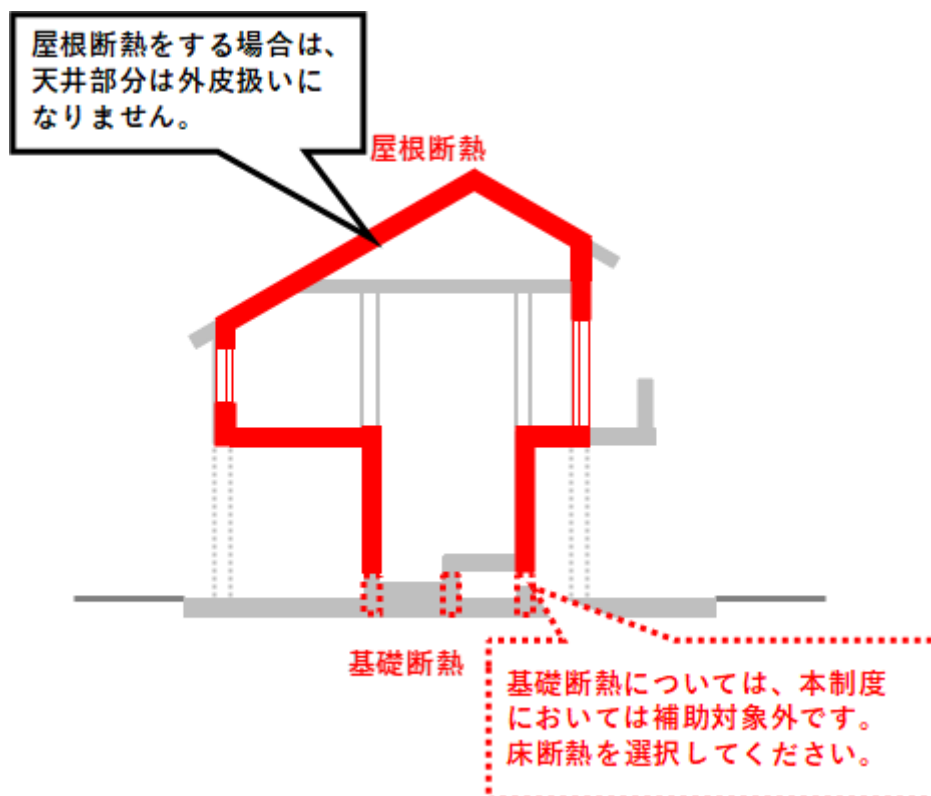 屋根断熱をする場合は、
天井部分は外皮扱いに
なりません。
屋根断熱
基礎断熱
基礎断熱については、本制度
においては補助対象外です。
床断熱を選択してください。